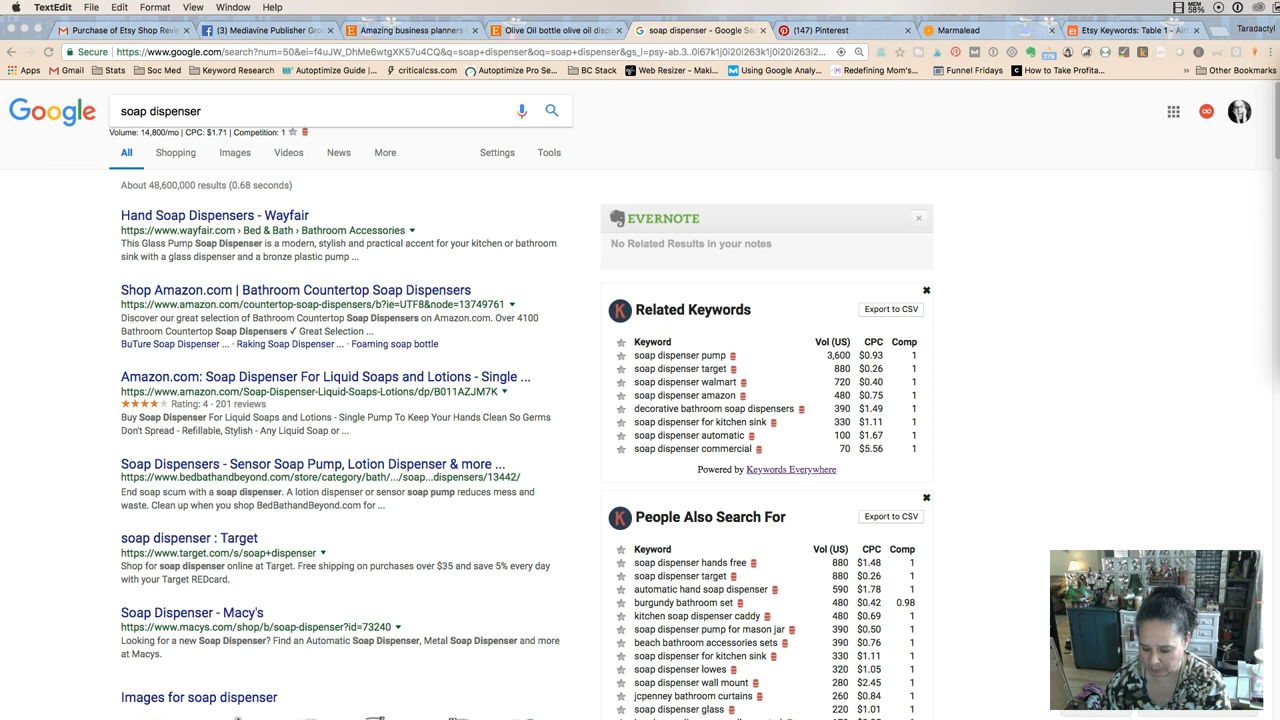 TextEdit File Edit Format View Window Help MEM 58%
Purchase of Etsy Shop Revie (3) Mediavine Publisher Gro Amazing business planners Olive Oil bottle olive oil disp soap dispenser - Google Sea (147) Pinterest Marmalead Etsy Keywords: Table 1 - Airt Taradactyl
Secure https://www.google.com/search?num=50&ei=f4uJW_DhMe6wtgXK57u4CQ&q=soap+dispenser&oq=soap+dispenser&gs_l=psy-ab.3..0i67k1j0i20i263k1j0i20i263i2...
Apps Gmail Stats Soc Med Keyword Research Autoptimize Guide |... criticalcss.com Autoptimize Pro Se... BC Stack Web Resizer - Maki... Using Google Analy... Redefining Mom's... Funnel Fridays How to Take Profita... » Other Bookmarks
Google soap dispenser
Volume: 14,800/mo | CPC: $1.71 | Competition: 1
All Shopping Images Videos News More Settings Tools
About 48,600,000 results (0.68 seconds)
Hand Soap Dispensers - Wayfair
https://www.wayfair.com › Bed & Bath › Bathroom Accessories
This Glass Pump Soap Dispenser is a modern, stylish and practical accent for your kitchen or bathroom
sink with a glass dispenser and a bronze plastic pump ...
Shop Amazon.com | Bathroom Countertop Soap Dispensers
https://www.amazon.com/countertop-soap-dispensers/b?ie=UTF8&node=13749761
Discover our great selection of Bathroom Countertop Soap Dispensers on Amazon.com. Over 4100
Bathroom Countertop Soap Dispensers ✓ Great Selection ...
BuTure Soap Dispenser ... · Raking Soap Dispenser ... · Foaming soap bottle
Amazon.com: Soap Dispenser For Liquid Soaps and Lotions - Single ...
https://www.amazon.com/Soap-Dispenser-Liquid-Soaps-Lotions/dp/B011AZJM7K
Rating: 4 - 201 reviews
Buy Soap Dispenser For Liquid Soaps and Lotions - Single Pump To Keep Your Hands Clean So Germs
Don't Spread - Refillable, Stylish - Any Liquid Soap or ...
Soap Dispensers - Sensor Soap Pump, Lotion Dispenser & more ...
https://www.bedbathandbeyond.com/store/category/bath/.../soap...dispensers/13442/
End soap scum with a soap dispenser. A lotion dispenser or sensor soap pump reduces mess and
waste. Clean up when you shop BedBathandBeyond.com for ...
soap dispenser : Target
https://www.target.com/s/soap+dispenser
Shop for soap dispenser online at Target. Free shipping on purchases over $35 and save 5% every day
with your Target REDcard.
Soap Dispenser - Macy's
https://www.macys.com/shop/b/soap-dispenser?id=73240
Looking for a new Soap Dispenser? Find an Automatic Soap Dispenser, Metal Soap Dispenser and more
at Macys.
Images for soap dispenser
EVERNOTE
No Related Results in your notes
Related Keywords Export to CSV
Keyword Vol (US) CPC Comp
soap dispenser pump 3,600 $0.93 1
soap dispenser target 880 $0.26 1
soap dispenser walmart 720 $0.40 1
soap dispenser amazon 480 $0.75 1
decorative bathroom soap dispensers 390 $1.49 1
soap dispenser for kitchen sink 330 $1.11 1
soap dispenser automatic 100 $1.67 1
soap dispenser commercial 70 $5.56 1
Powered by Keywords Everywhere
People Also Search For Export to CSV
Keyword Vol (US) CPC Comp
soap dispenser hands free 880 $1.48 1
soap dispenser target 880 $0.26 1
automatic hand soap dispenser 590 $1.78 1
burgundy bathroom set 480 $0.42 0.98
kitchen soap dispenser caddy 480 $0.69 1
soap dispenser pump for mason jar 390 $0.50 1
beach bathroom accessories sets 390 $0.76 1
soap dispenser for kitchen sink 330 $1.11 1
soap dispenser lowes 320 $1.05 1
soap dispenser wall mount 280 $2.45 1
jcpenney bathroom curtains 260 $0.84 1
soap dispenser glass 220 $1.01 1